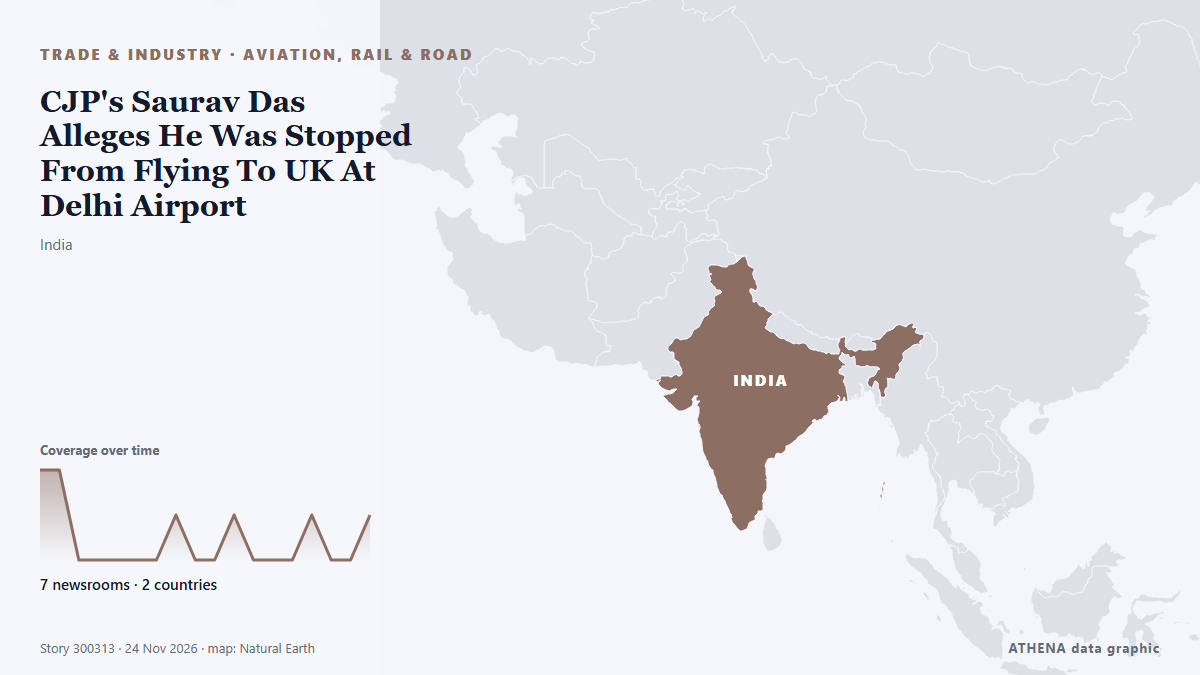 TRADE & INDUSTRY · AVIATION, RAIL & ROAD
CJP's Saurav Das
Alleges He Was Stopped
From Flying To UK At
Delhi Airport
India
INDIA
Coverage over time
7 newsrooms · 2 countries
Story 300313 · 24 Nov 2026 · map: Natural Earth
ATHENA data graphic